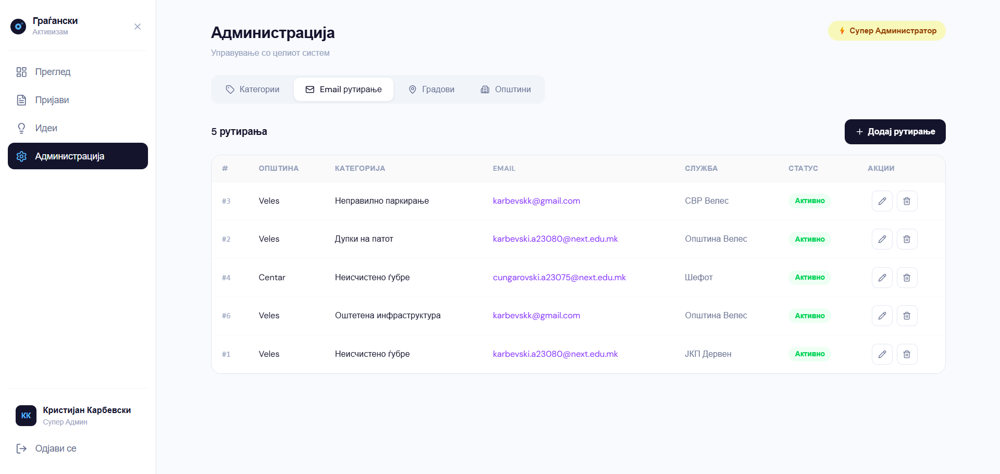 Граѓански
Активизам
Преглед
Пријави
Идеи
Администрација
КК
Кристијан Карбевски
Супер Админ
Одјави се
Администрација
Управување со целиот систем
Супер Администратор
Категории
Email рутирање
Градови
Општини
5 рутирања
+ Додај рутирање
# ОПШТИНА КАТЕГОРИЈА EMAIL СЛУЖБА СТАТУС АКЦИИ
#3 Veles Неправилно паркирање karbevskk@gmail.com СВР Велес Активно
#2 Veles Дупки на патот karbevski.a23080@next.edu.mk Општина Велес Активно
#4 Centar Неисчистено ѓубре cungarovski.a23075@next.edu.mk Шефот Активно
#6 Veles Оштетена инфраструктура karbevskk@gmail.com Општина Велес Активно
#1 Veles Неисчистено ѓубре karbevski.a23080@next.edu.mk ЈКП Дервен Активно